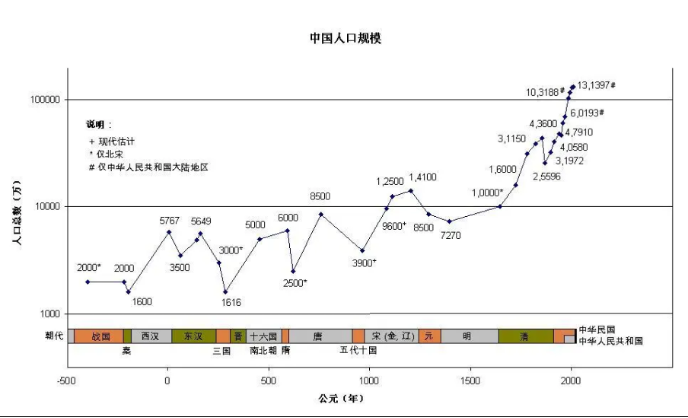 中国人口规模
人口总数（万）
100000
10000
1000
说明：
+ 现代估计
* 仅北宋
# 仅中华人民共和国大陆地区
2000*
2000
1600
5767
3500
5649
3000+
1616
5000
6000
2500+
8500
3900+
9600+
1,2500
1,4100
8500
7270
1,0000*
1,6000
3,1150
4,3600
2,5596
3,1972
4,0580
4,7910
6,0193#
10,3188#
13,1397#
朝代
战国
秦
西汉
东汉
三国
晋
十六国
南北朝
隋
唐
五代十国
宋 (金, 辽)
元
明
清
中华民国
中华人民共和国
-500
0
500
1000
1500
2000
公元（年）